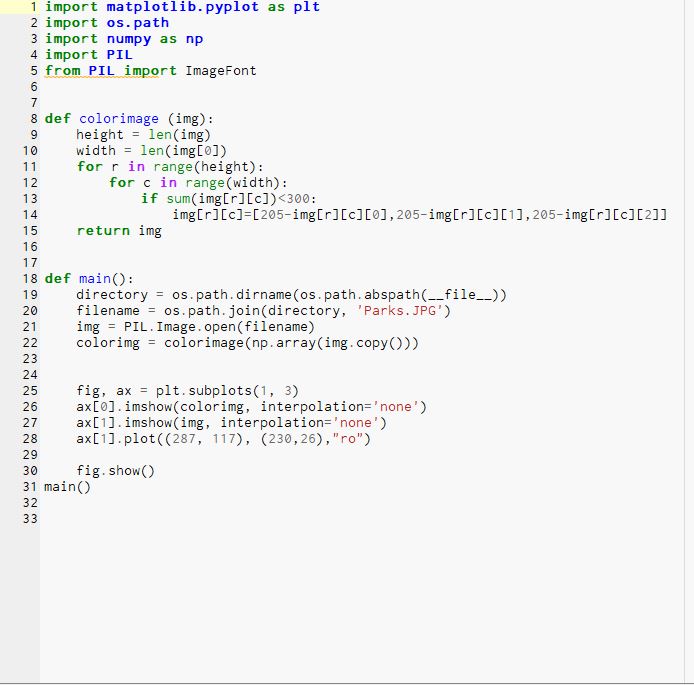 1 import matplotlib.pyplot as plt
2 import os.path
3 import numpy as np
4 import PIL
5 from PIL import ImageFont
6
7
8 def colorimage (img):
9     height = len(img)
10     width = len(img[0])
11     for r in range(height):
12         for c in range(width):
13             if sum(img[r][c])<300:
14                 img[r][c]=[205-img[r][c][0],205-img[r][c][1],205-img[r][c][2]]
15     return img
16
17
18 def main():
19     directory = os.path.dirname(os.path.abspath(__file__))
20     filename = os.path.join(directory, 'Parks.JPG')
21     img = PIL.Image.open(filename)
22     colorimg = colorimage(np.array(img.copy()))
23
24
25     fig, ax = plt.subplots(1, 3)
26     ax[0].imshow(colorimg, interpolation='none')
27     ax[1].imshow(img, interpolation='none')
28     ax[1].plot((287, 117), (230,26),"ro")
29
30     fig.show()
31 main()
32
33